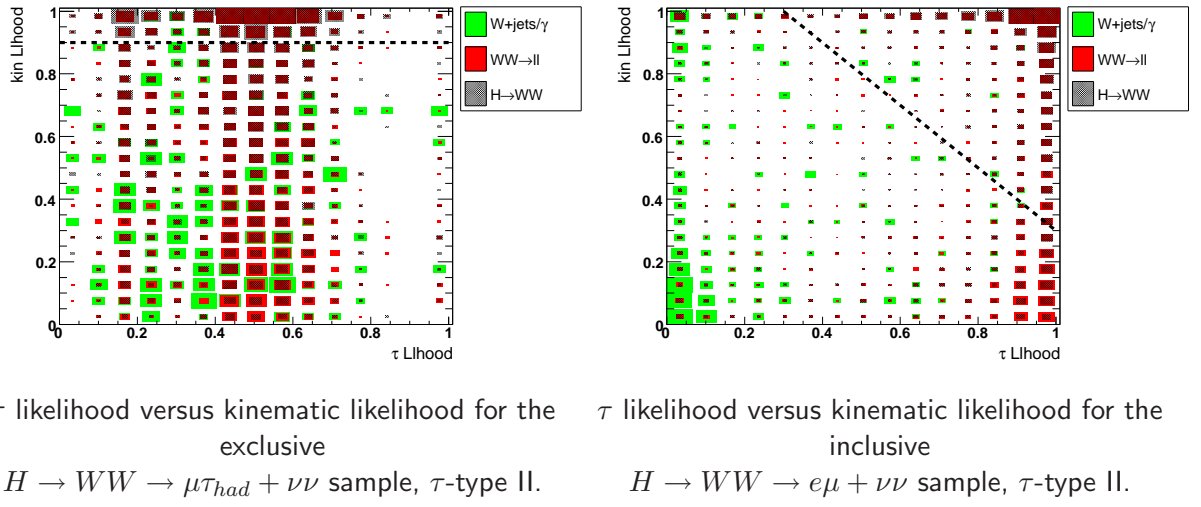 kin Llhood
1
0.8
0.6
0.4
0.2
0
0 0.2 0.4 0.6 0.8 1
τ Llhood
W+jets/γ
WW→ll
H→WW
kin Llhood
1
0.8
0.6
0.4
0.2
0
0 0.2 0.4 0.6 0.8 1
τ Llhood
W+jets/γ
WW→ll
H→WW
likelihood versus kinematic likelihood for the
exclusive
H → WW → μτ_had + νν sample, τ-type II.
τ likelihood versus kinematic likelihood for the
inclusive
H → WW → eμ + νν sample, τ-type II.